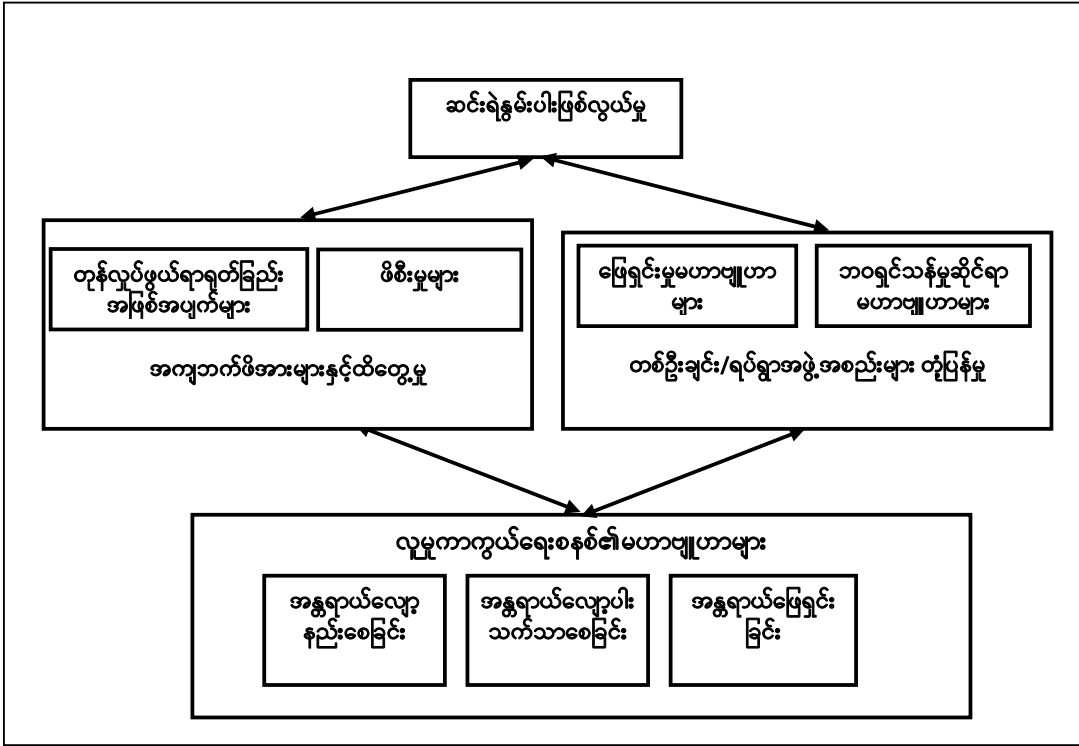 ဆင်းရဲနွမ်းပါးဖြစ်လွယ်မှု
တုန်လှုပ်ဖွယ်ရာရုတ်ခြည်း
အဖြစ်အပျက်များ
ဖိစီးမှုများ
အကျဘက်ဖိအားများနှင့်ထိတွေ့မှု
ဖြေရှင်းမှုမဟာဗျူဟာ
များ
ဘဝရှင်သန်မှုဆိုင်ရာ
မဟာဗျူဟာများ
တစ်ဦးချင်း/ရပ်ရွာအဖွဲ့အစည်းများ တုံ့ပြန်မှု
လူမှုကာကွယ်ရေးစနစ်၏မဟာဗျူဟာများ
အန္တရာယ်လျော့
နည်းစေခြင်း
အန္တရာယ်လျော့ပါး
သက်သာစေခြင်း
အန္တရာယ်ဖြေရှင်း
ခြင်း